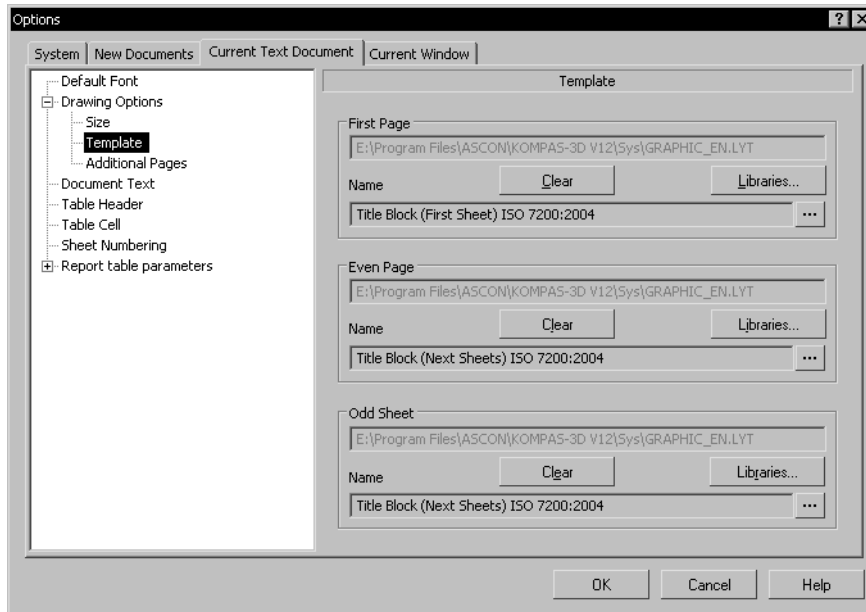 Options
System New Documents Current Text Document Current Window
Default Font
Drawing Options
Size
Template
Additional Pages
Document Text
Table Header
Table Cell
Sheet Numbering
Report table parameters
Template
First Page
E:\Program Files\ASCON\KOMPAS-3D V12\Sys\GRAPHIC_EN.LYT
Name Clear Libraries...
Title Block (First Sheet) ISO 7200:2004 ...
Even Page
E:\Program Files\ASCON\KOMPAS-3D V12\Sys\GRAPHIC_EN.LYT
Name Clear Libraries...
Title Block (Next Sheets) ISO 7200:2004 ...
Odd Sheet
E:\Program Files\ASCON\KOMPAS-3D V12\Sys\GRAPHIC_EN.LYT
Name Clear Libraries...
Title Block (Next Sheets) ISO 7200:2004 ...
OK Cancel Help